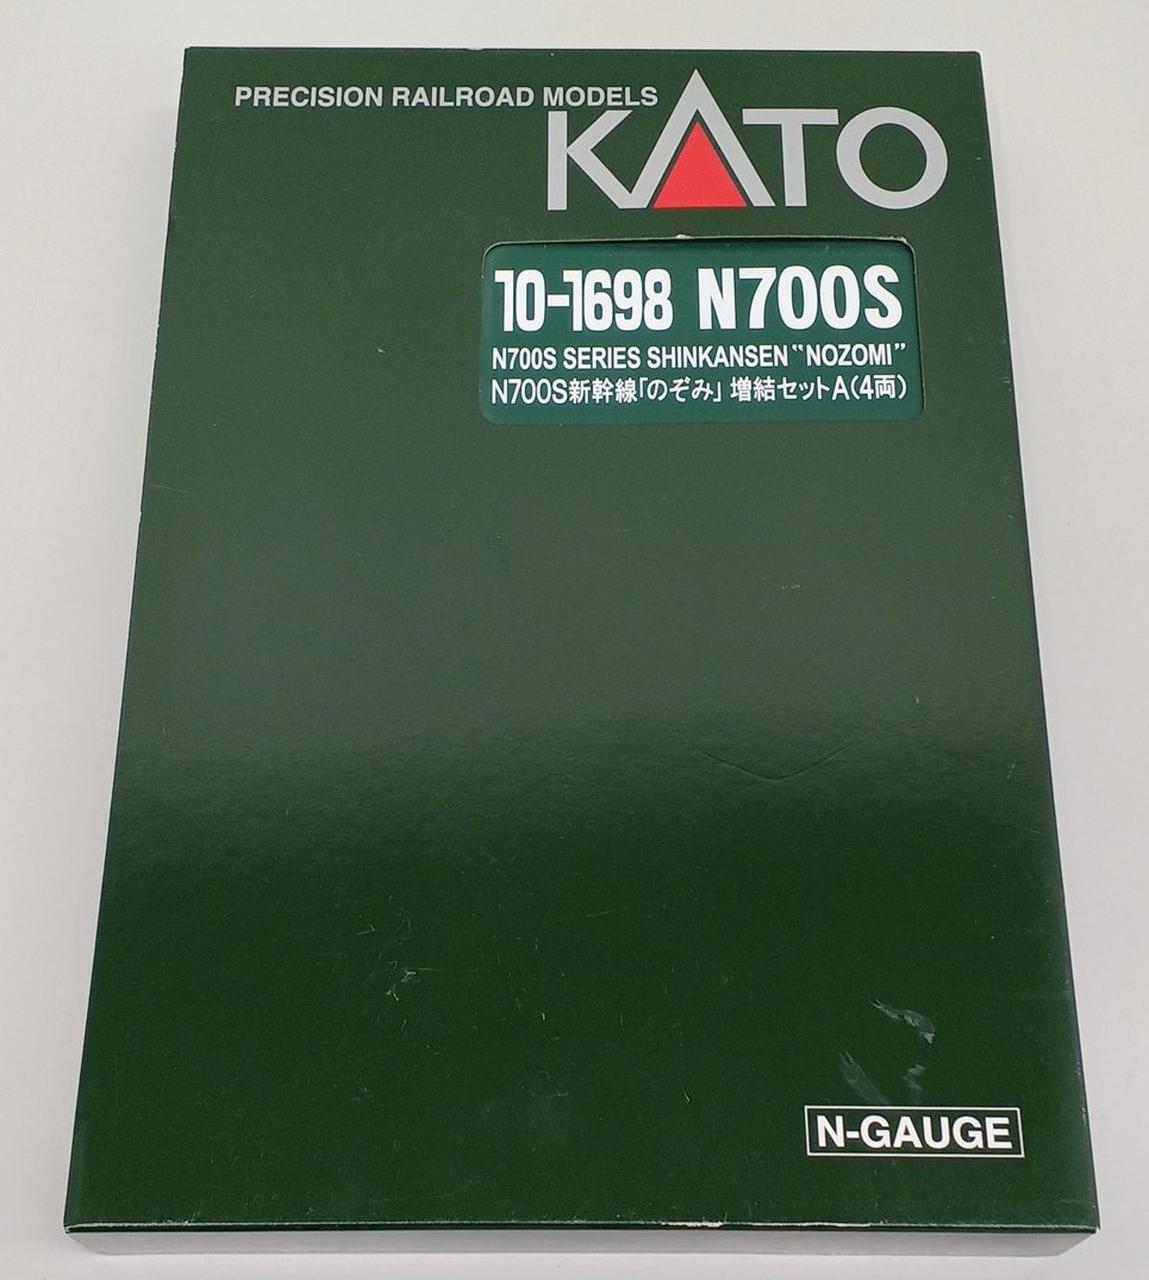 PRECISION RAILROAD MODELS
KATO
10-1698 N700S
N700S SERIES SHINKANSEN "NOZOMI"
N700S新幹線「のぞみ」 増結セットA(4両)
N-GAUGE